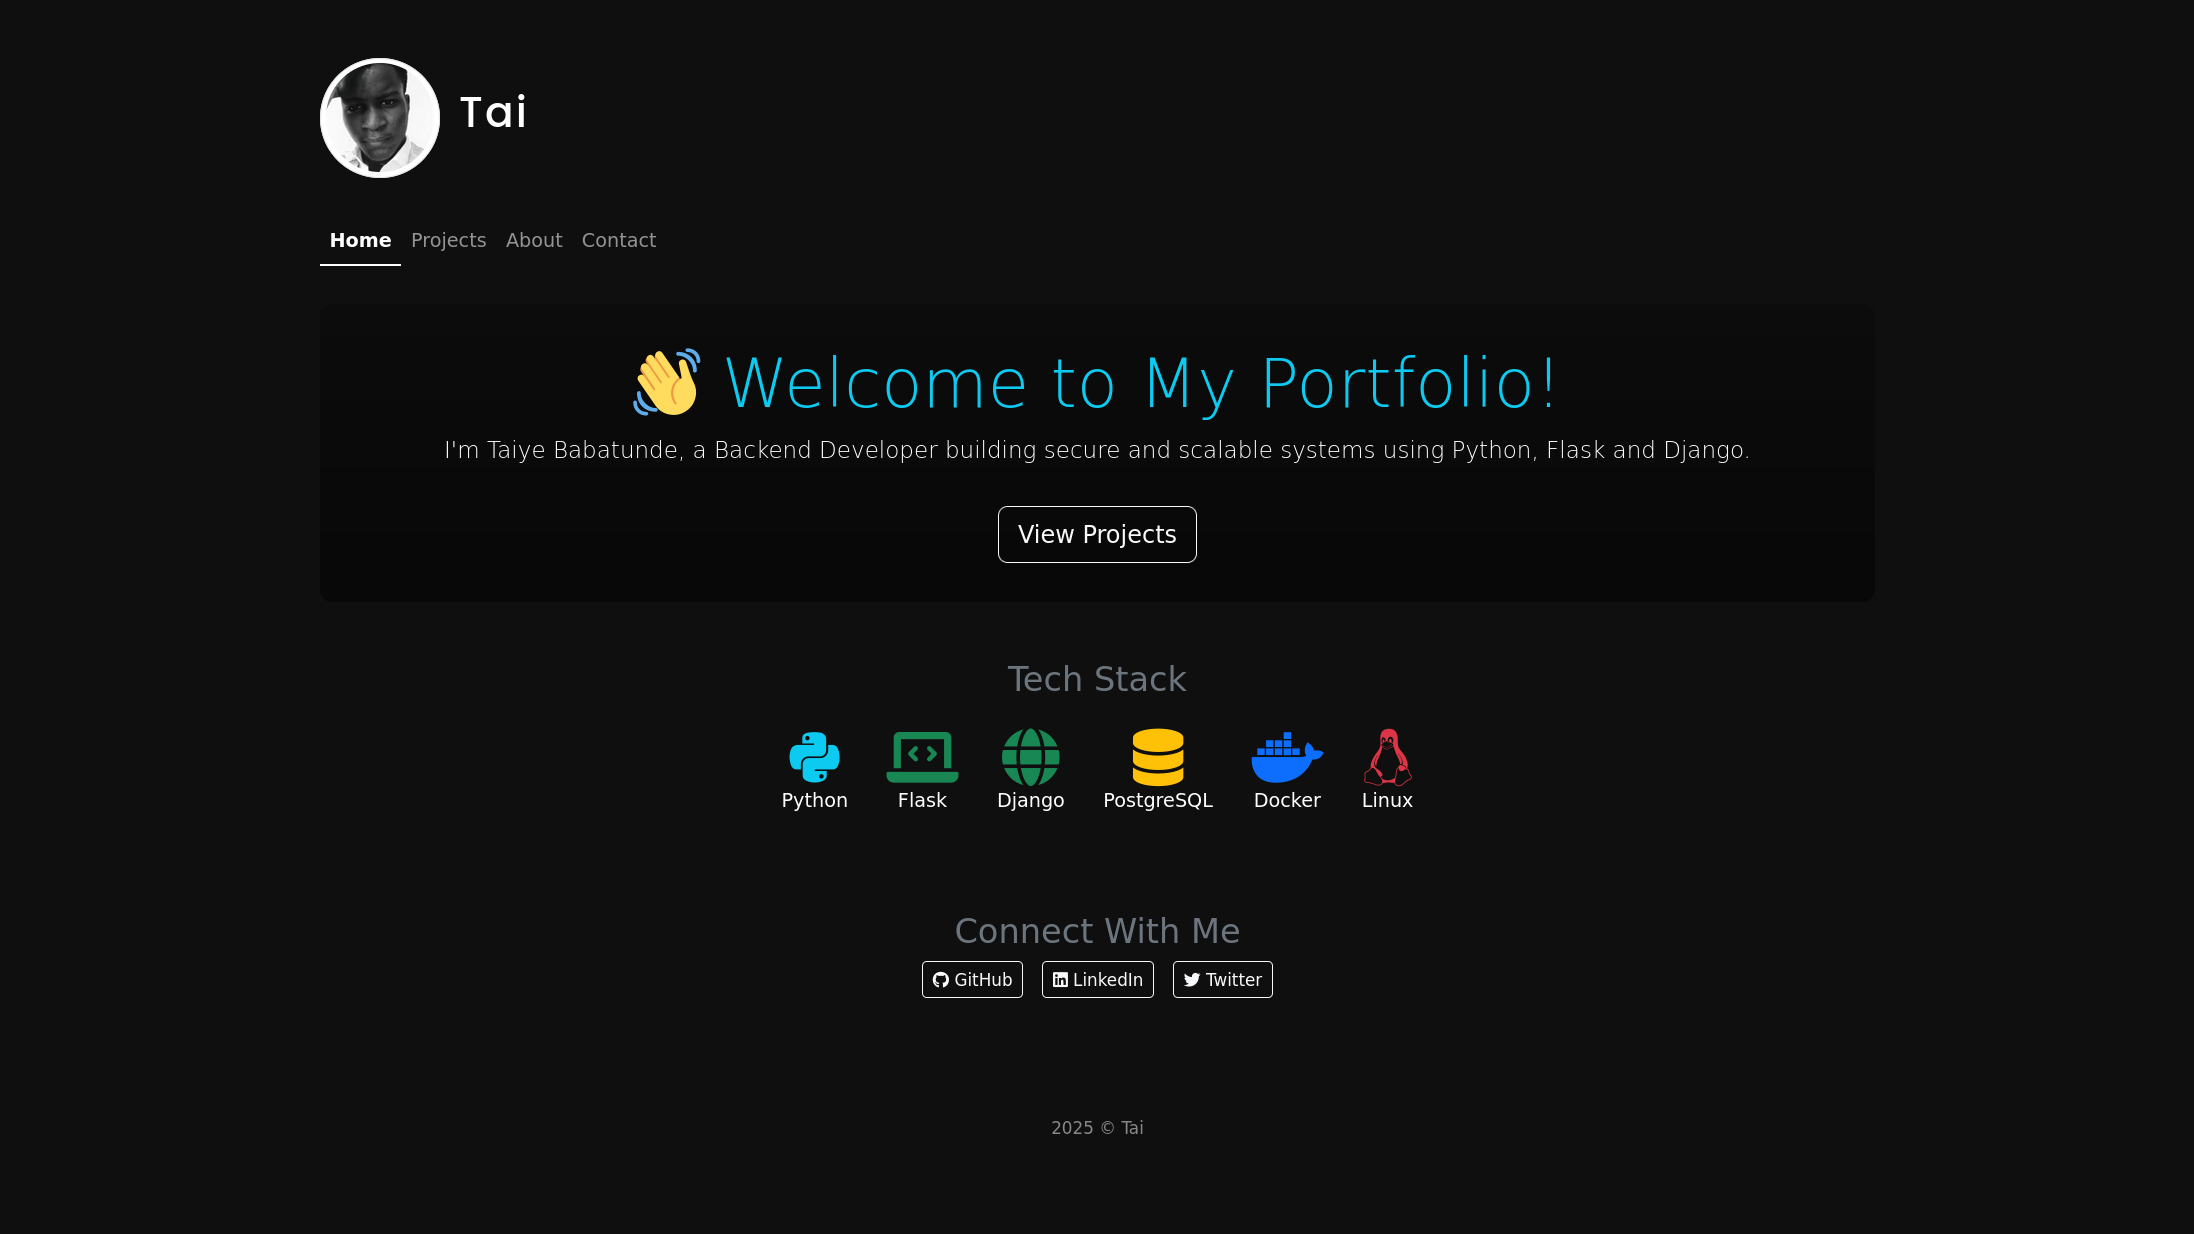 Tai
Home Projects About Contact
👋 Welcome to My Portfolio!
I'm Taiye Babatunde, a Backend Developer building secure and scalable systems using Python, Flask and Django.
View Projects
Tech Stack
Python Flask Django PostgreSQL Docker Linux
Connect With Me
GitHub LinkedIn Twitter
2025 © Tai